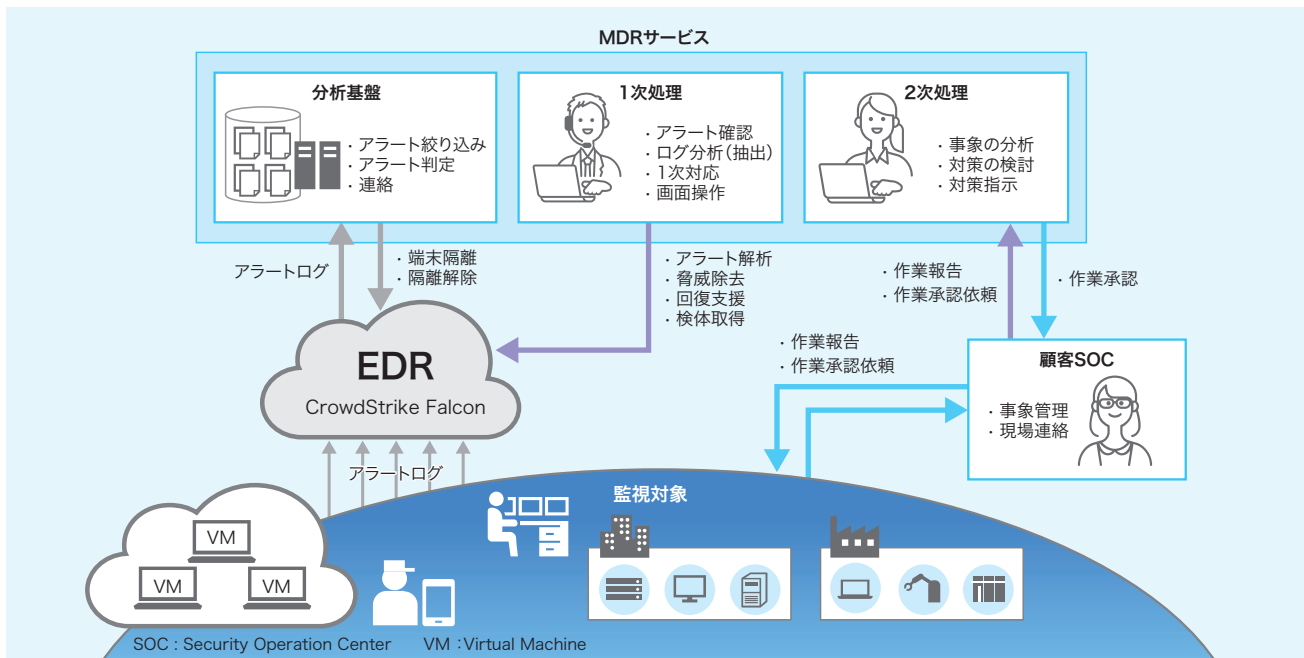 MDRサービス
分析基盤
・アラート絞り込み
・アラート判定
・連絡
1次処理
・アラート確認
・ログ分析（抽出）
・1次対応
・画面操作
2次処理
・事象の分析
・対策の検討
・対策指示
アラートログ
・端末隔離
・隔離解除
・アラート解析
・脅威除去
・回復支援
・検体取得
・作業報告
・作業承認依頼
・作業承認
EDR
CrowdStrike Falcon
・作業報告
・作業承認依頼
顧客SOC
・事象管理
・現場連絡
アラートログ
監視対象
VM
VM
VM
SOC : Security Operation Center VM : Virtual Machine